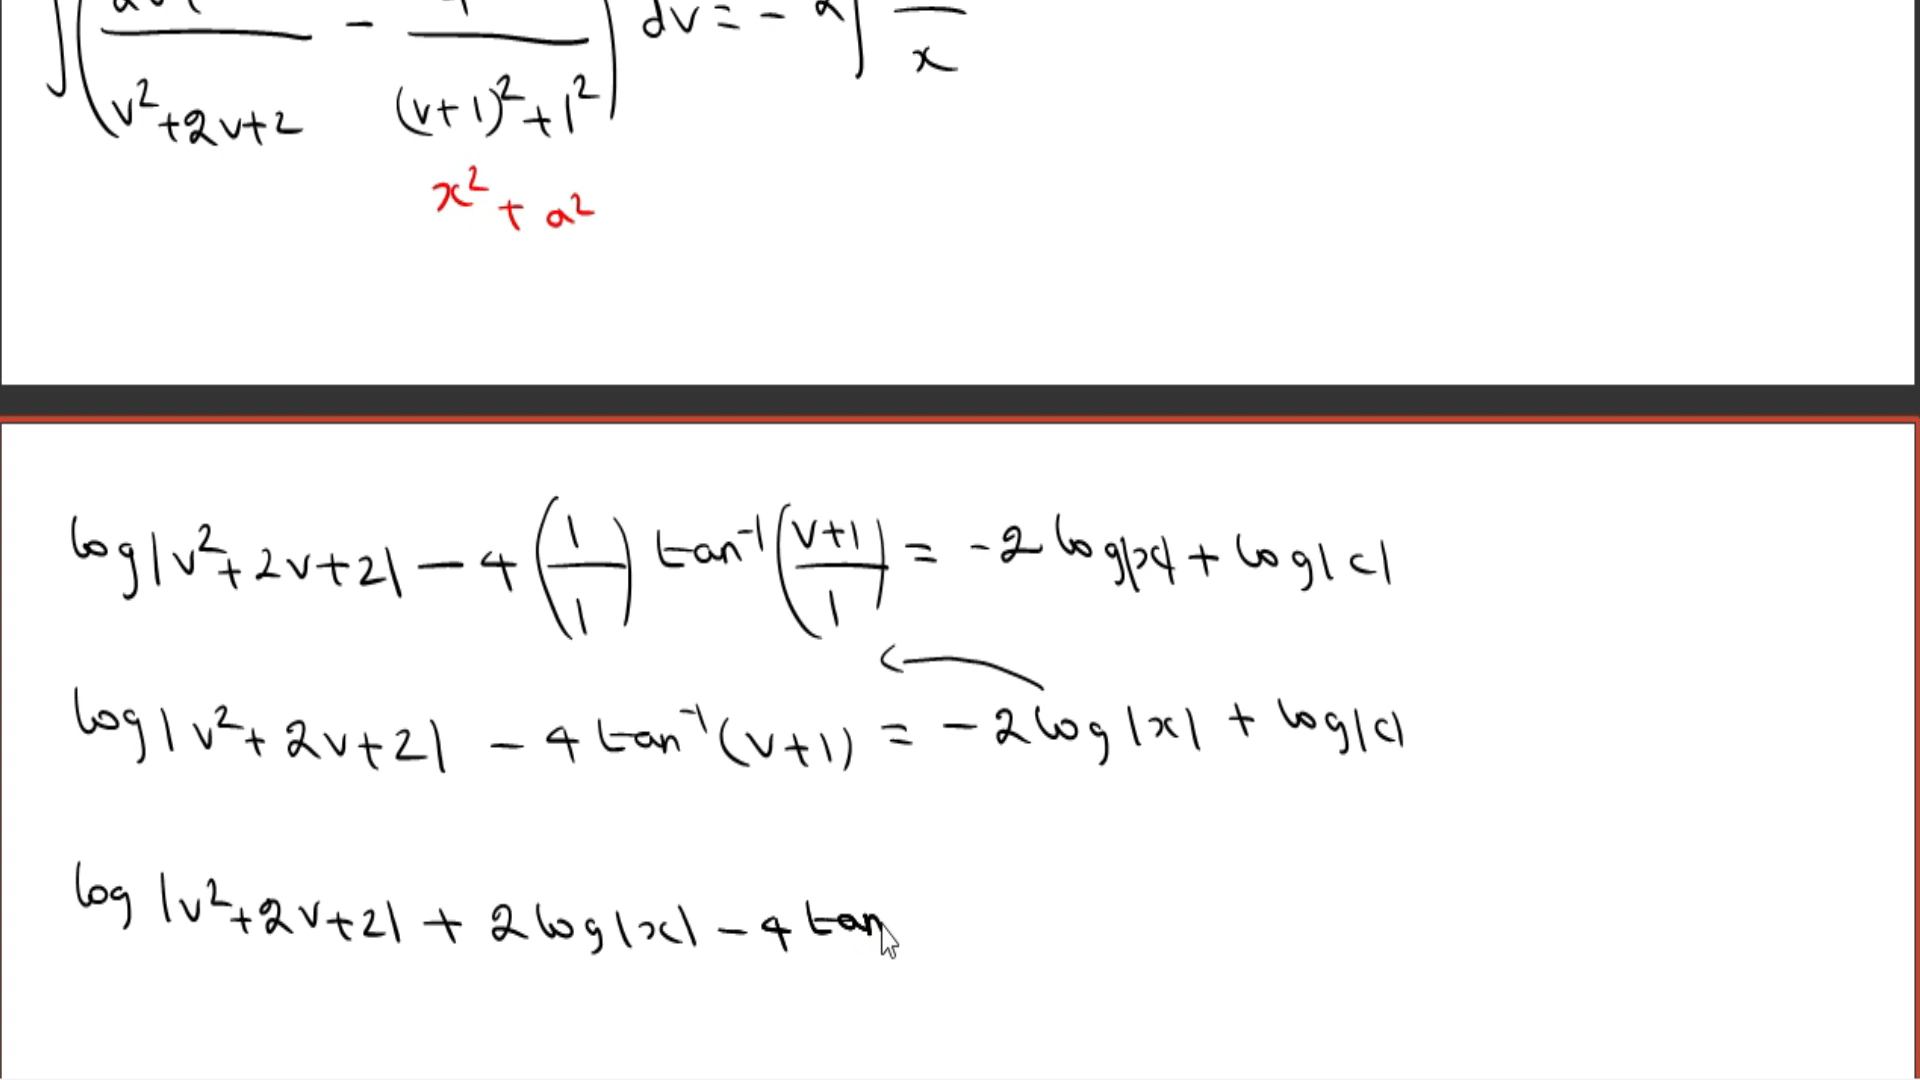 ∫( — - — ) dv = - 2∫ —
v²+2v+2 (v+1)²+1² x
x² + a²
log|v²+2v+2| - 4(1/1) tan⁻¹(v+1/1) = -2 log|x| + log|c|
log|v²+2v+2| - 4 tan⁻¹(v+1) = -2 log|x| + log|c|
log|v²+2v+2| + 2 log|x| - 4 tan